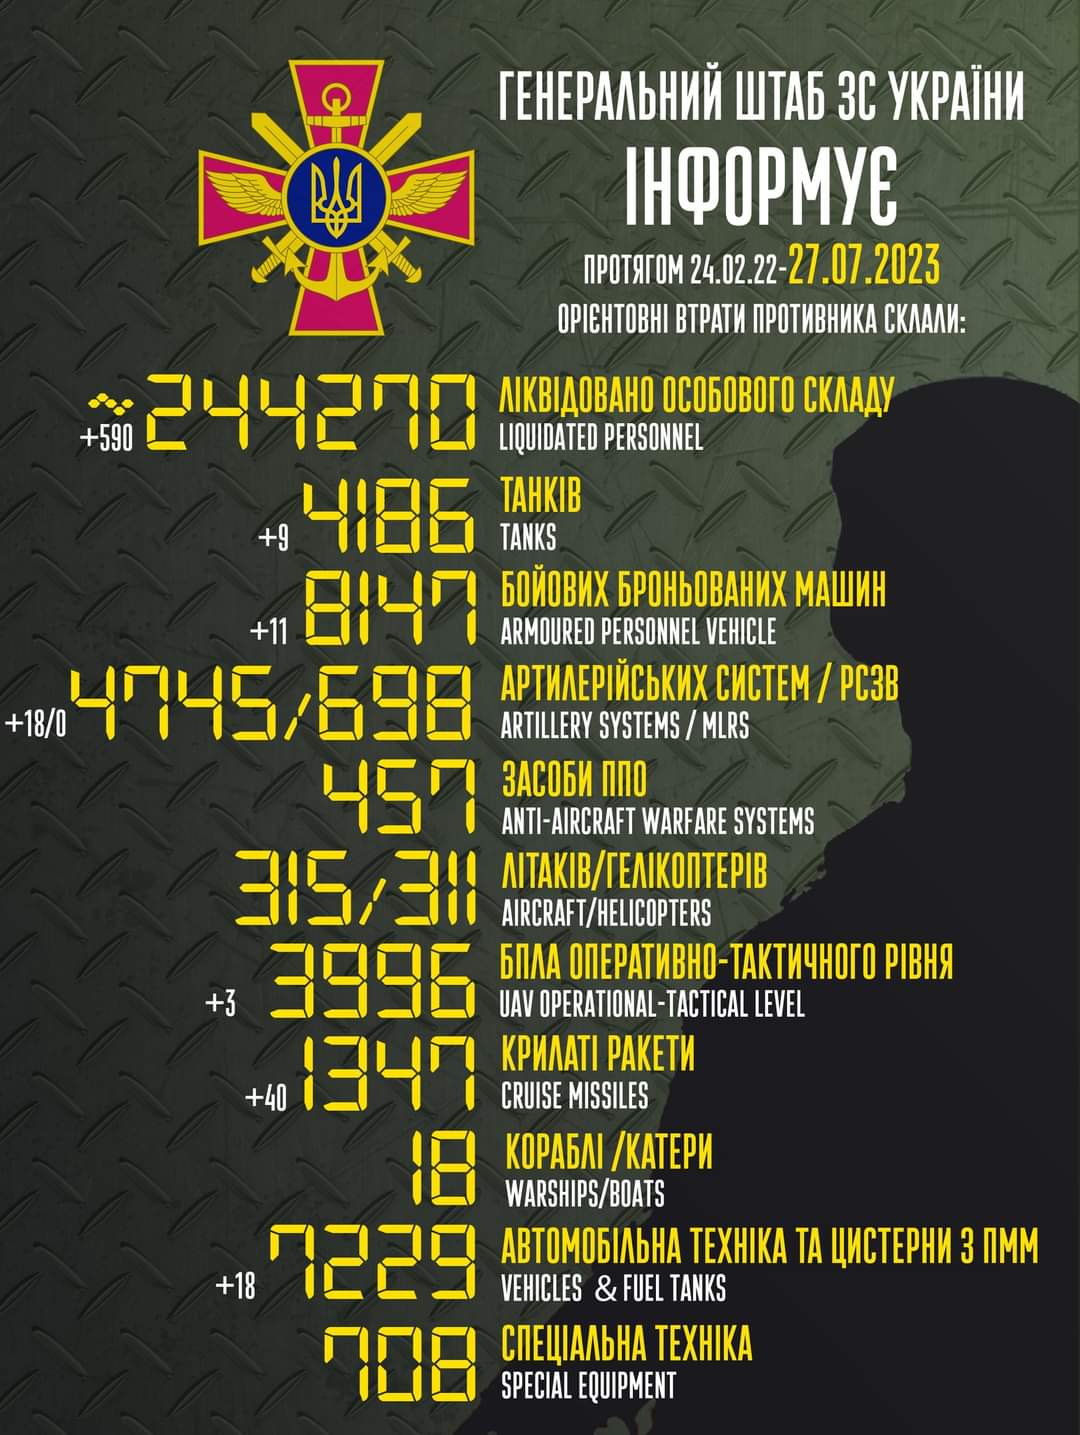 ГЕНЕРАЛЬНИЙ ШТАБ ЗС УКРАЇНИ
ІНФОРМУЄ
ПРОТЯГОМ 24.02.22-27.07.2023
ОРІЄНТОВНІ ВТРАТИ ПРОТИВНИКА СКЛАЛИ:
+590 ~244270 ЛІКВІДОВАНО ОСОБОВОГО СКЛАДУ
LIQUIDATED PERSONNEL
+9 4186 ТАНКІВ
TANKS
+11 8147 БОЙОВИХ БРОНЬОВАНИХ МАШИН
ARMOURED PERSONNEL VEHICLE
+18/0 4745/698 АРТИЛЕРІЙСЬКИХ СИСТЕМ / РСЗВ
ARTILLERY SYSTEMS / MLRS
457 ЗАСОБИ ППО
ANTI-AIRCRAFT WARFARE SYSTEMS
315/311 ЛІТАКІВ/ГЕЛІКОПТЕРІВ
AIRCRAFT/HELICOPTERS
+3 3996 БПЛА ОПЕРАТИВНО-ТАКТИЧНОГО РІВНЯ
UAV OPERATIONAL-TACTICAL LEVEL
+40 1347 КРИЛАТІ РАКЕТИ
CRUISE MISSILES
18 КОРАБЛІ /КАТЕРИ
WARSHIPS/BOATS
+18 7229 АВТОМОБІЛЬНА ТЕХНІКА ТА ЦИСТЕРНИ З ПММ
VEHICLES & FUEL TANKS
708 СПЕЦІАЛЬНА ТЕХНІКА
SPECIAL EQUIPMENT